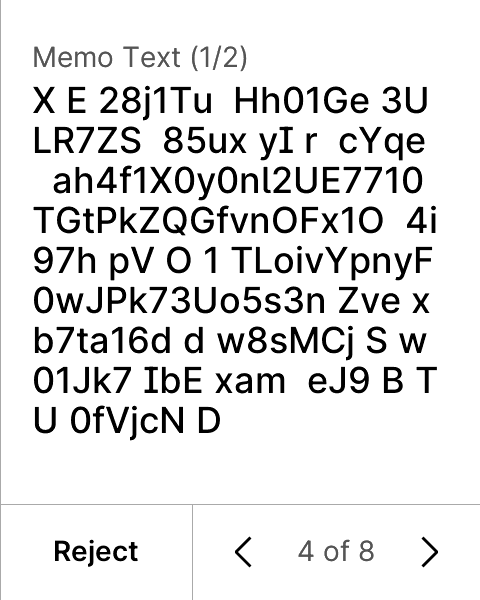 Memo Text (1/2)
X E 28j1Tu  Hh01Ge 3U
LR7ZS  85ux yI r  cYqe
  ah4f1X0y0nl2UE7710
TGtPkZQGfvnOFx1O  4i
97h pV O 1 TLoivYpnyF
0wJPk73Uo5s3n Zve x
b7ta16d d w8sMCj S w
01Jk7 IbE xam  eJ9 B T
U 0fVjcN D
Reject
4 of 8